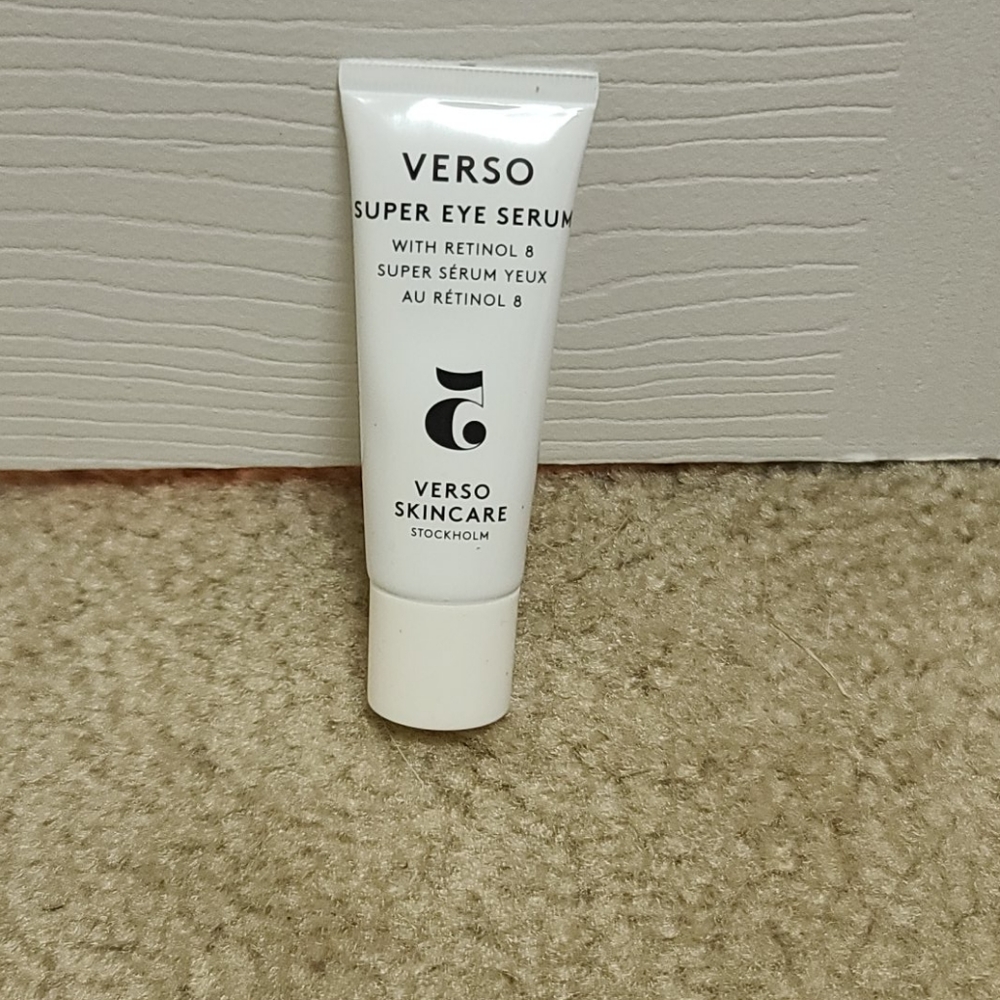 VERSO
SUPER EYE SERUM
WITH RETINOL 8
SUPER SÉRUM YEUX
AU RÉTINOL 8
5
VERSO
SKINCARE
STOCKHOLM